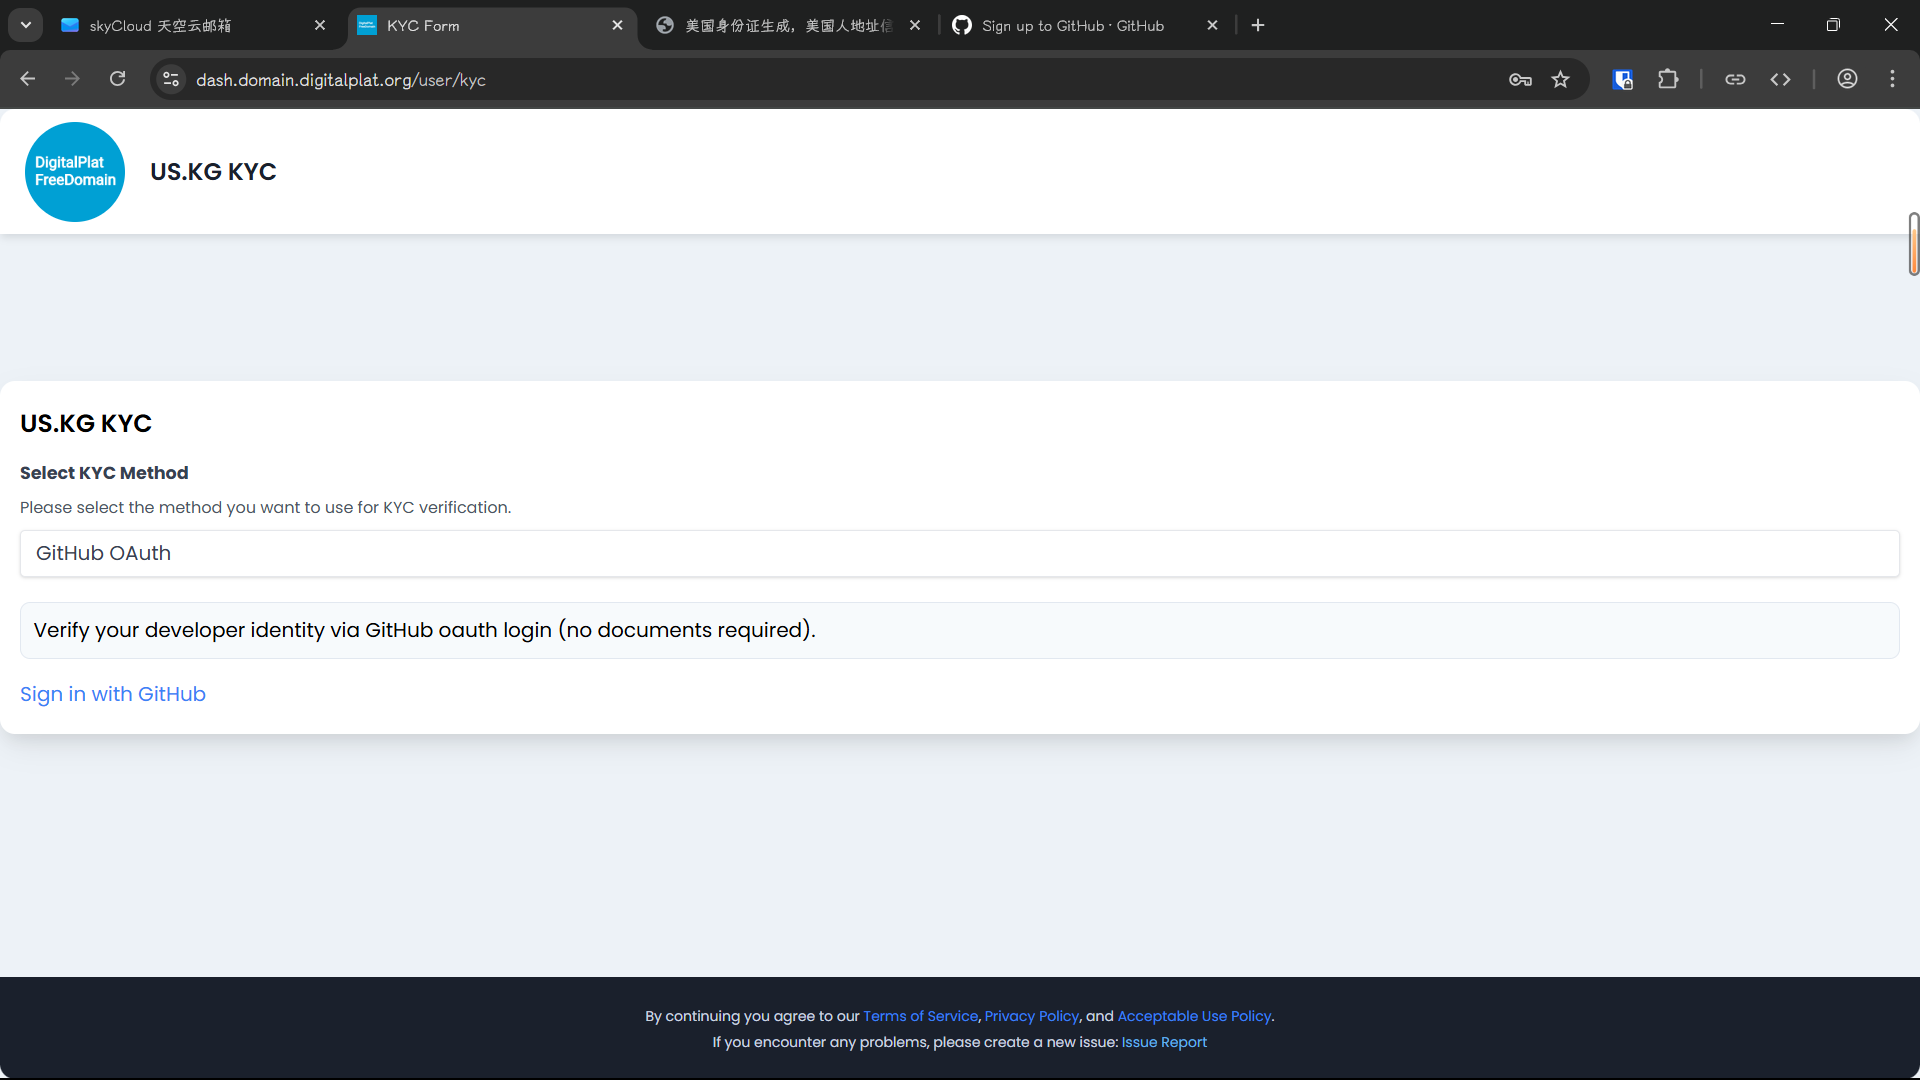 skyCloud 天空云邮箱
KYC Form
美国身份证生成，美国人地址信
Sign up to GitHub · GitHub
dash.domain.digitalplat.org/user/kyc
DigitalPlat
FreeDomain
US.KG KYC
US.KG KYC
Select KYC Method
Please select the method you want to use for KYC verification.
GitHub OAuth
Verify your developer identity via GitHub oauth login (no documents required).
Sign in with GitHub
By continuing you agree to our Terms of Service, Privacy Policy, and Acceptable Use Policy.
If you encounter any problems, please create a new issue: Issue Report